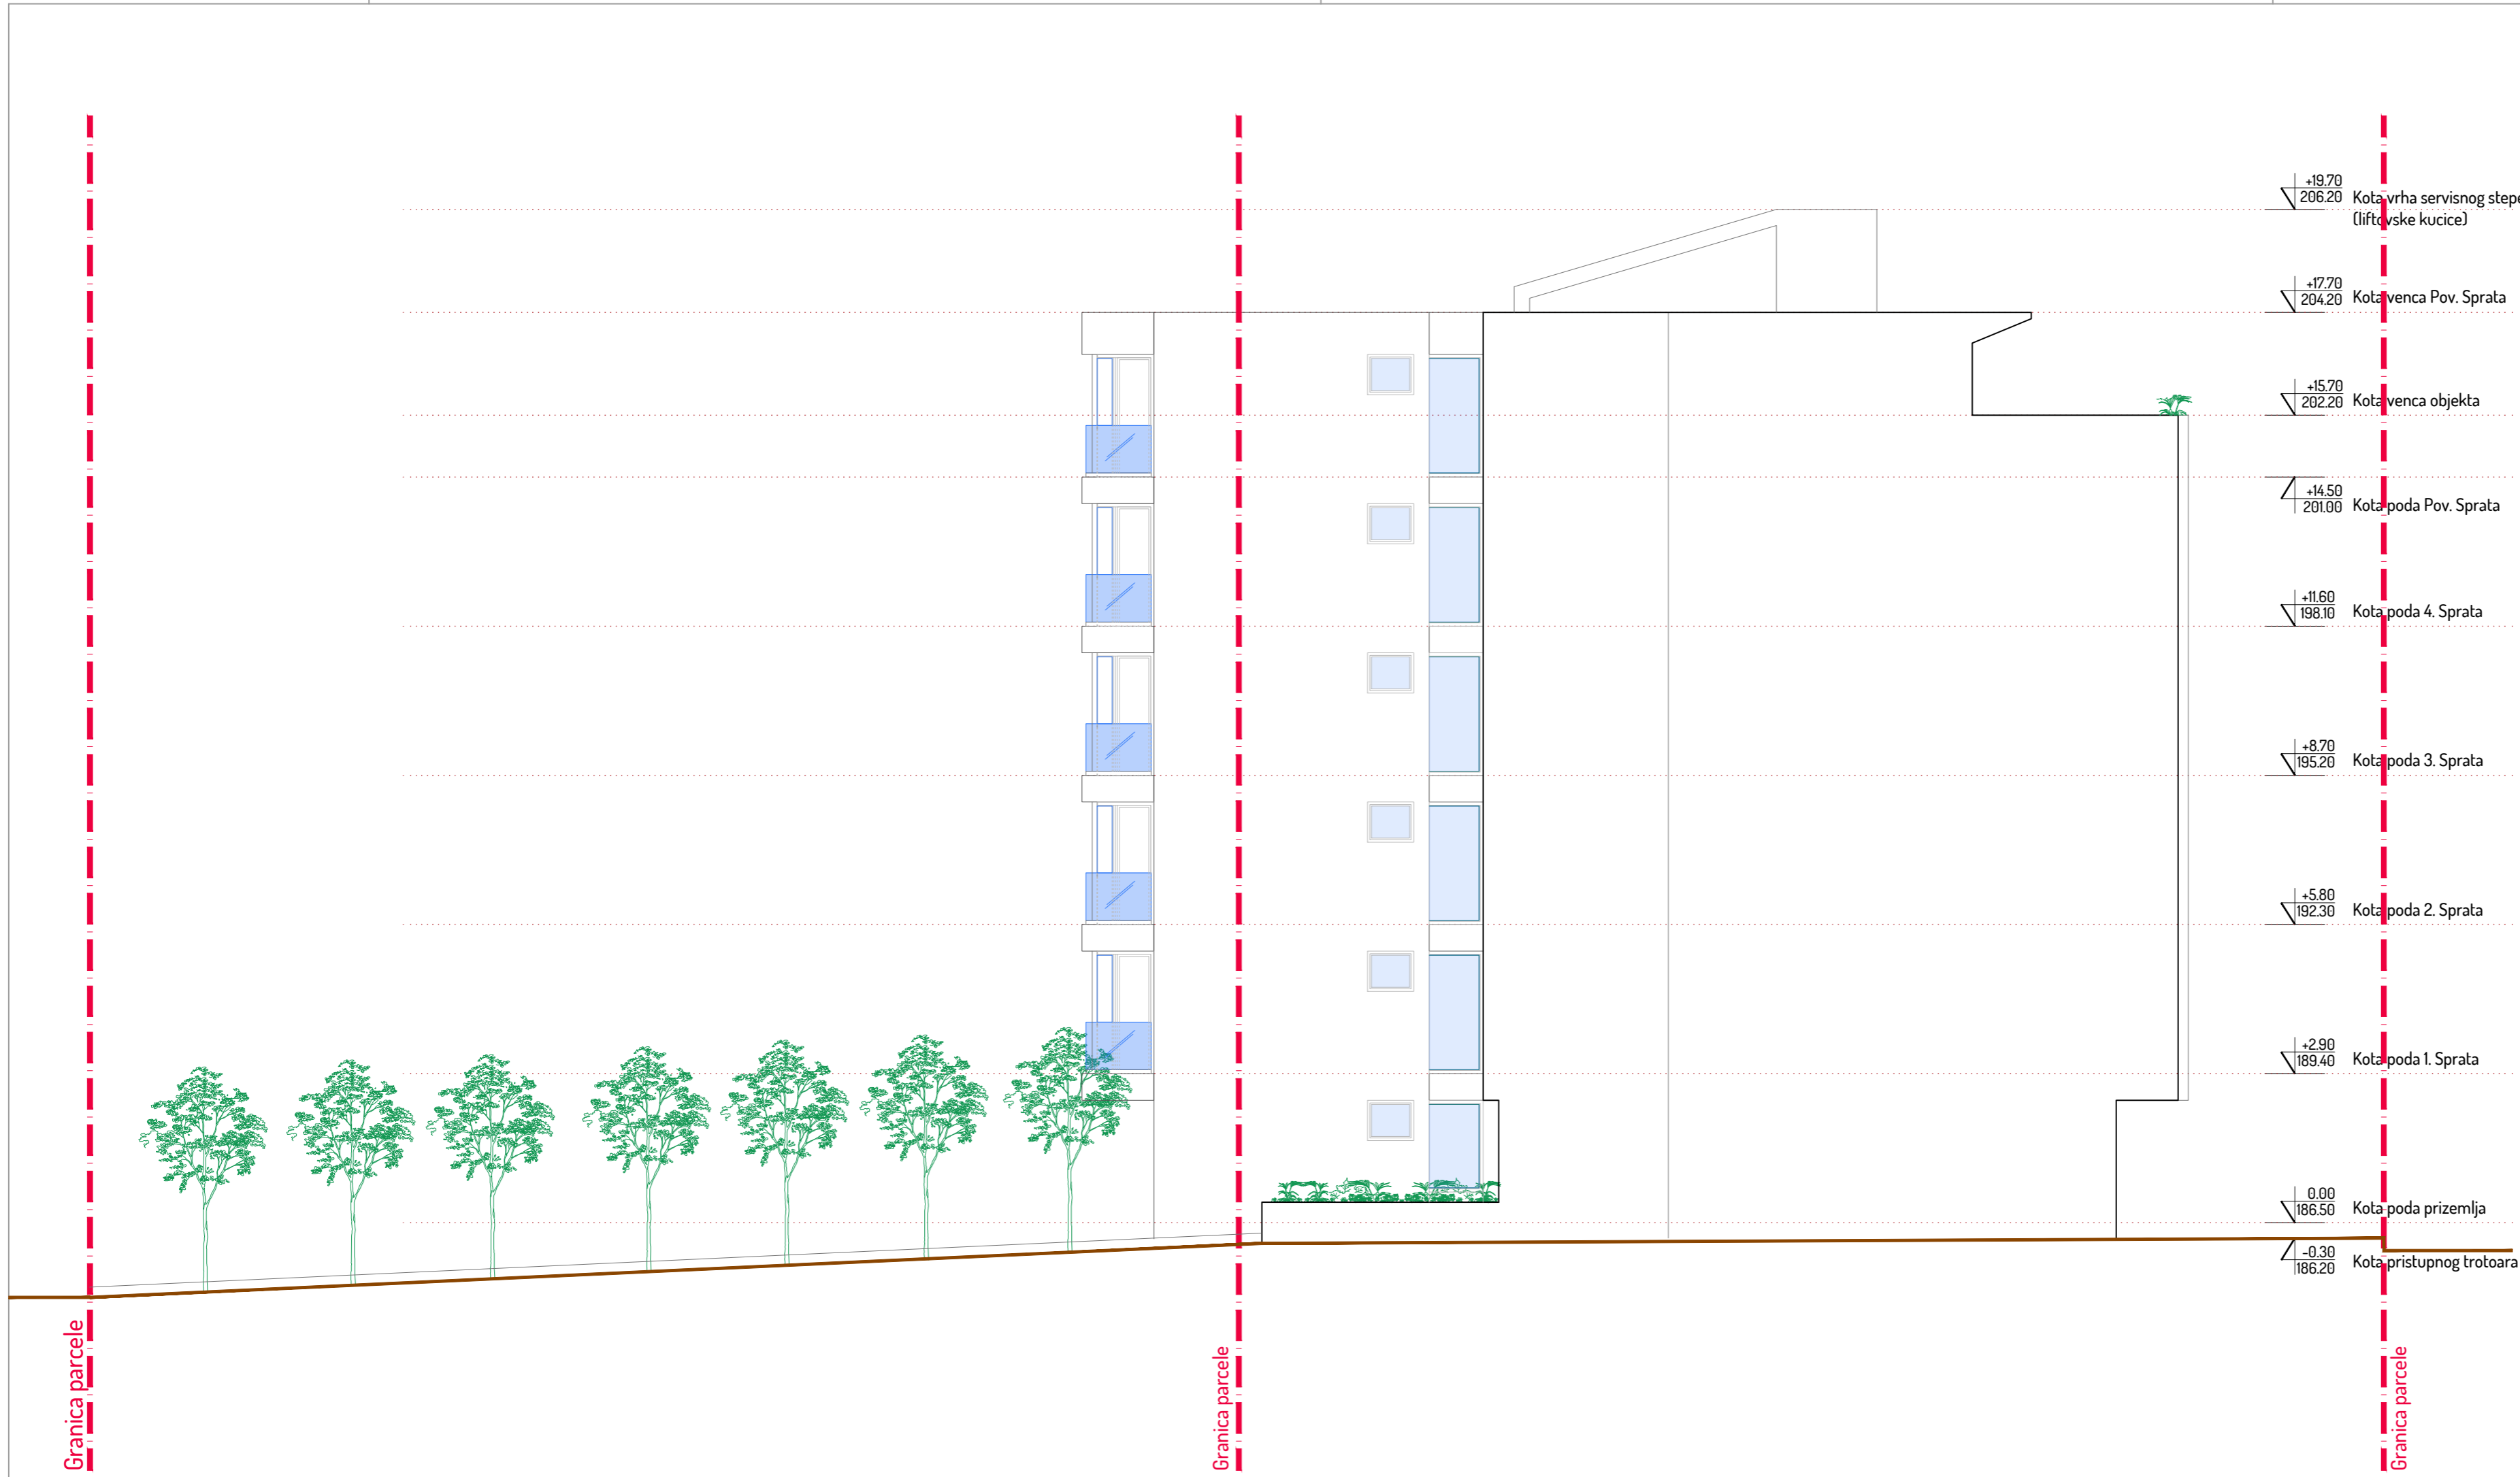 +19.70
206.20
Kota vrha servisnog
(liftovske kucice)
+17.70
204.20
Kota venca Pov. Sprata
+15.70
202.20
Kota venca objekta
+14.50
201.00
Kota poda Pov. Sprata
+11.60
198.10
Kota poda 4. Sprata
+8.70
195.20
Kota poda 3. Sprata
+5.80
192.30
Kota poda 2. Sprata
+2.90
189.40
Kota poda 1. Sprata
0.00
186.50
Kota poda prizemlja
-0.30
186.20
Kota pristupnog trotoara
Granica parcele
Granica parcele
Granica parcele